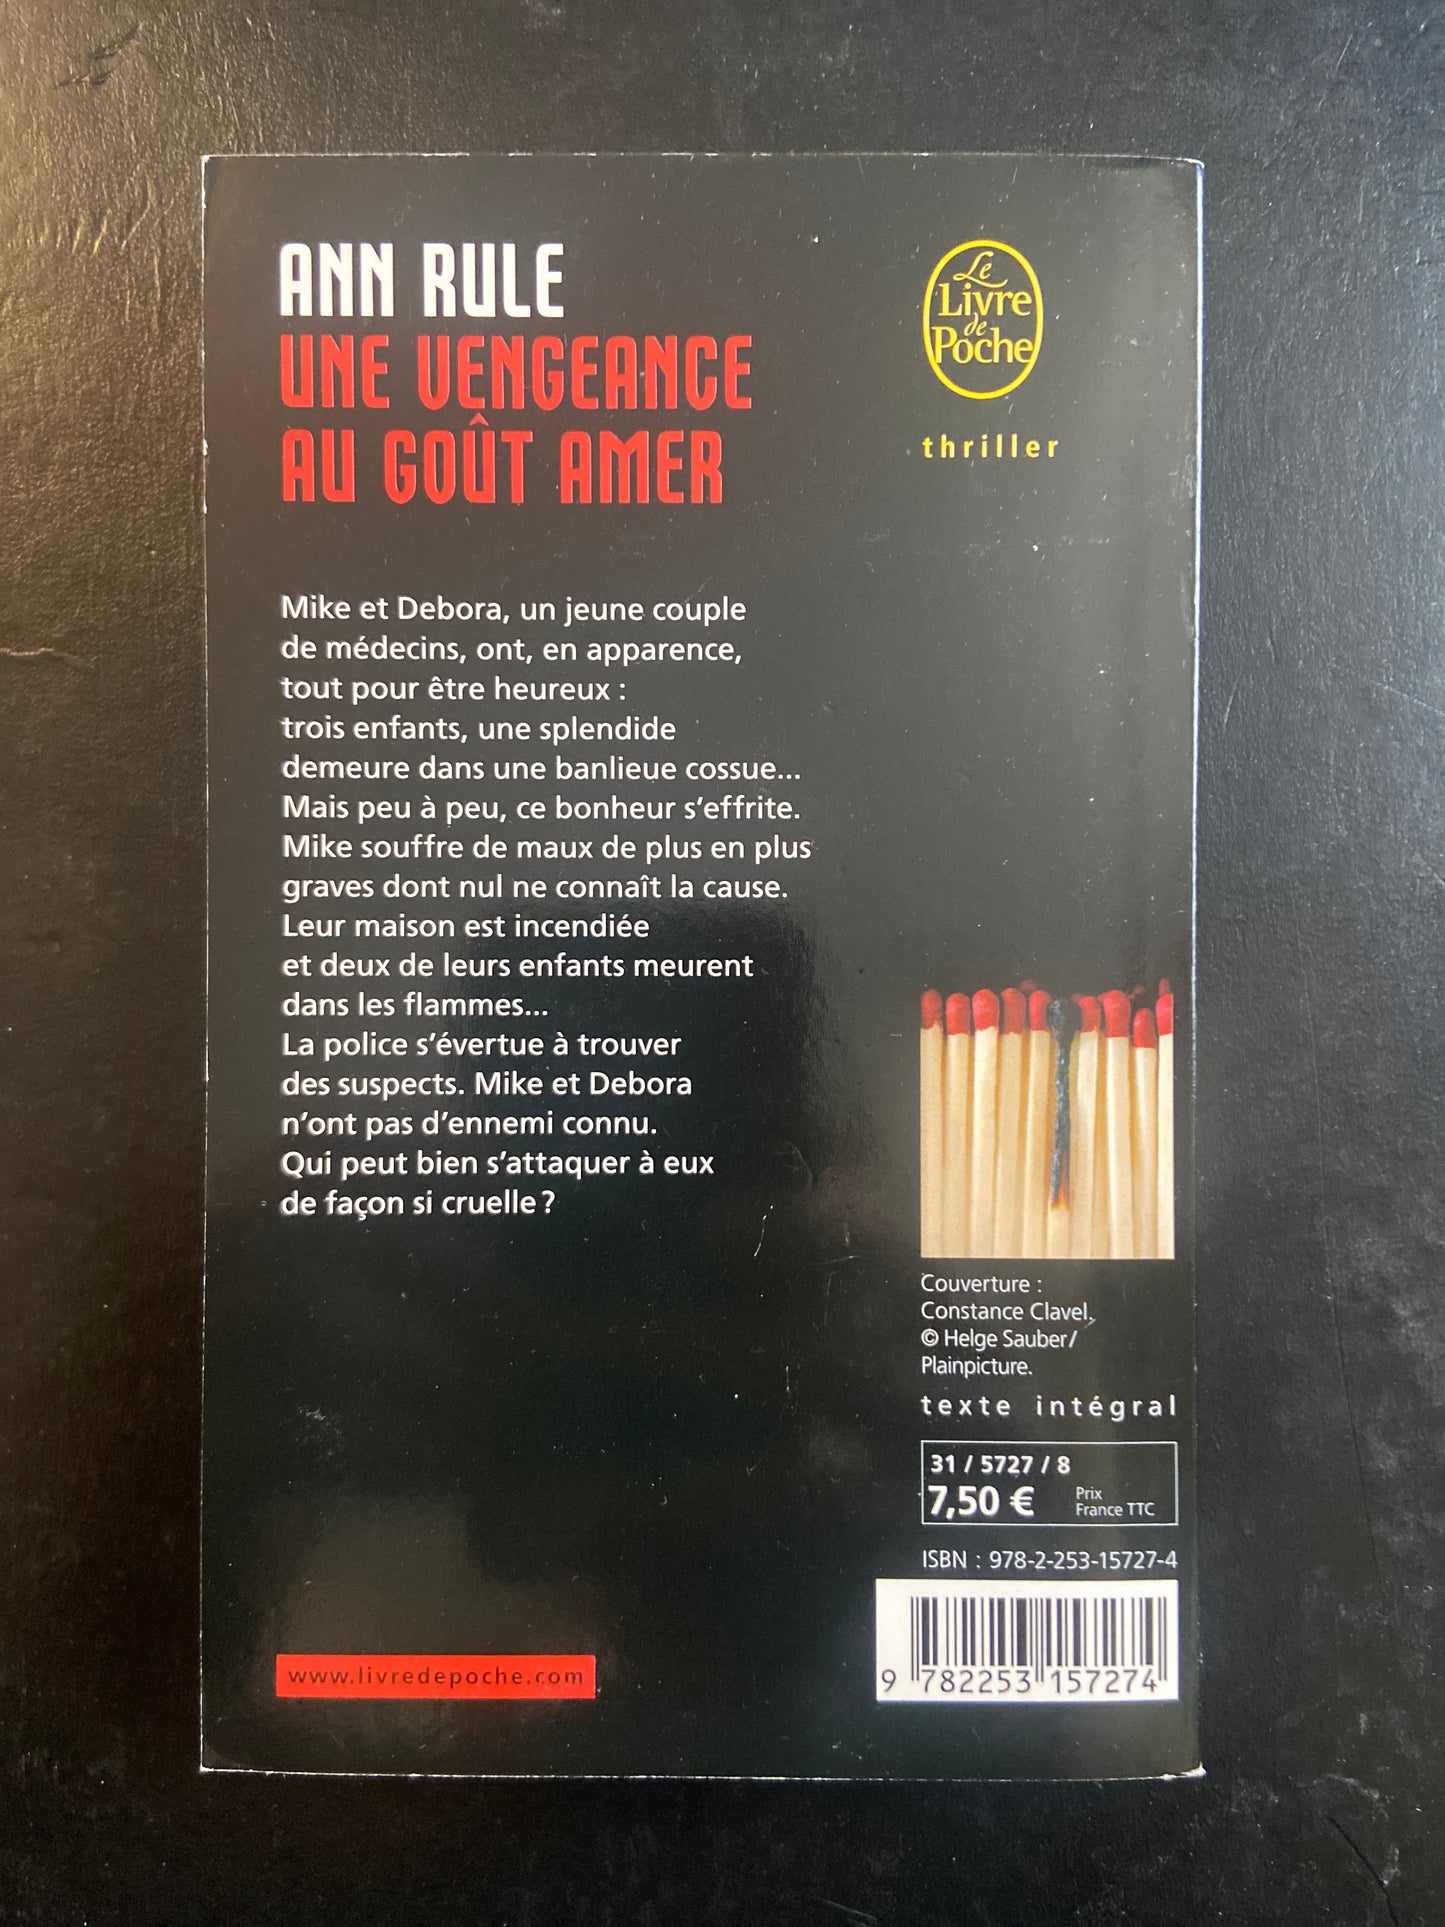 ANN RULE
UNE VENGEANCE
AU GOÛT AMER
Le
Livre
de
Poche
thriller
Mike et Debora, un jeune couple
de médecins, ont, en apparence,
tout pour être heureux :
trois enfants, une splendide
demeure dans une banlieue cossue...
Mais peu à peu, ce bonheur s’effrite.
Mike souffre de maux de plus en plus
graves dont nul ne connaît la cause.
Leur maison est incendiée
et deux de leurs enfants meurent
dans les flammes...
La police s’évertue à trouver
des suspects. Mike et Debora
n’ont pas d’ennemi connu.
Qui peut bien s’attaquer à eux
de façon si cruelle ?
Couverture :
Constance Clavel.
© Helge Sauber/
Plainpicture.
texte intégral
31 / 5727 / 8
7,50 € Prix
France TTC
ISBN : 978-2-253-15727-4
9 782253 157274
www.livredepoche.com